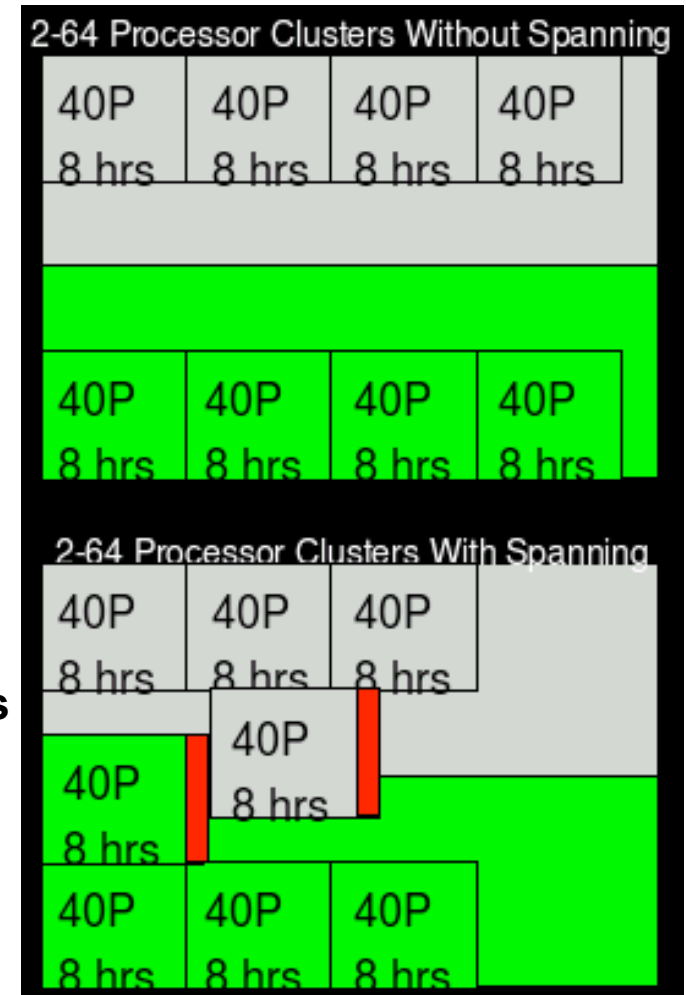 2-64 Processor Clusters Without Spanning
40P 40P 40P 40P
8 hrs 8 hrs 8 hrs 8 hrs
40P 40P 40P 40P
8 hrs 8 hrs 8 hrs 8 hrs
2-64 Processor Clusters With Spanning
40P 40P 40P
8 hrs 8 hrs 8 hrs
s
40P
8 hrs
40P
8 hrs
40P 40P 40P
8 hrs 8 hrs 8 hrs